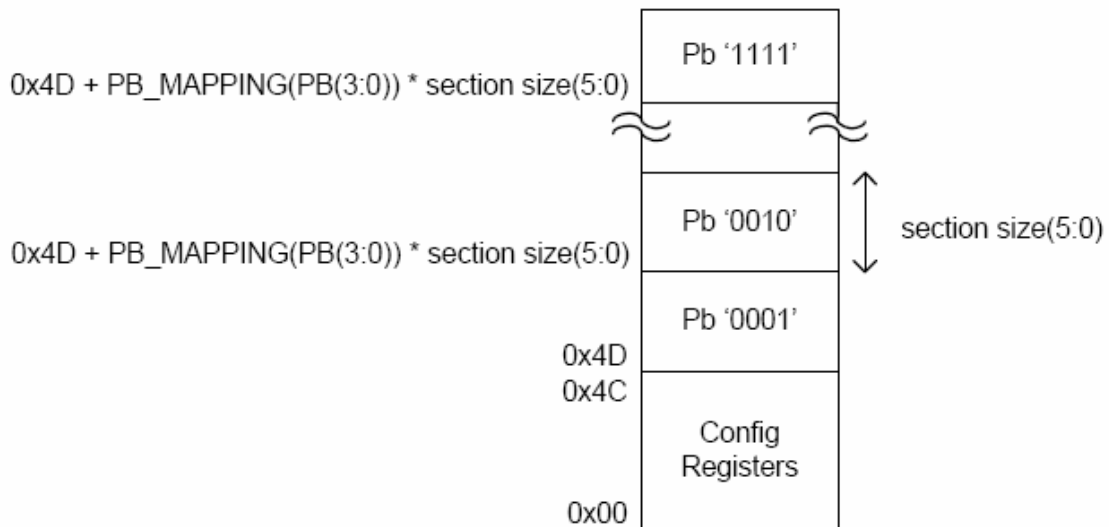 Pb ‘1111’
0x4D + PB_MAPPING(PB(3:0)) * section size(5:0)
Pb ‘0010’
section size(5:0)
0x4D + PB_MAPPING(PB(3:0)) * section size(5:0)
Pb ‘0001’
0x4D
0x4C
Config
Registers
0x00